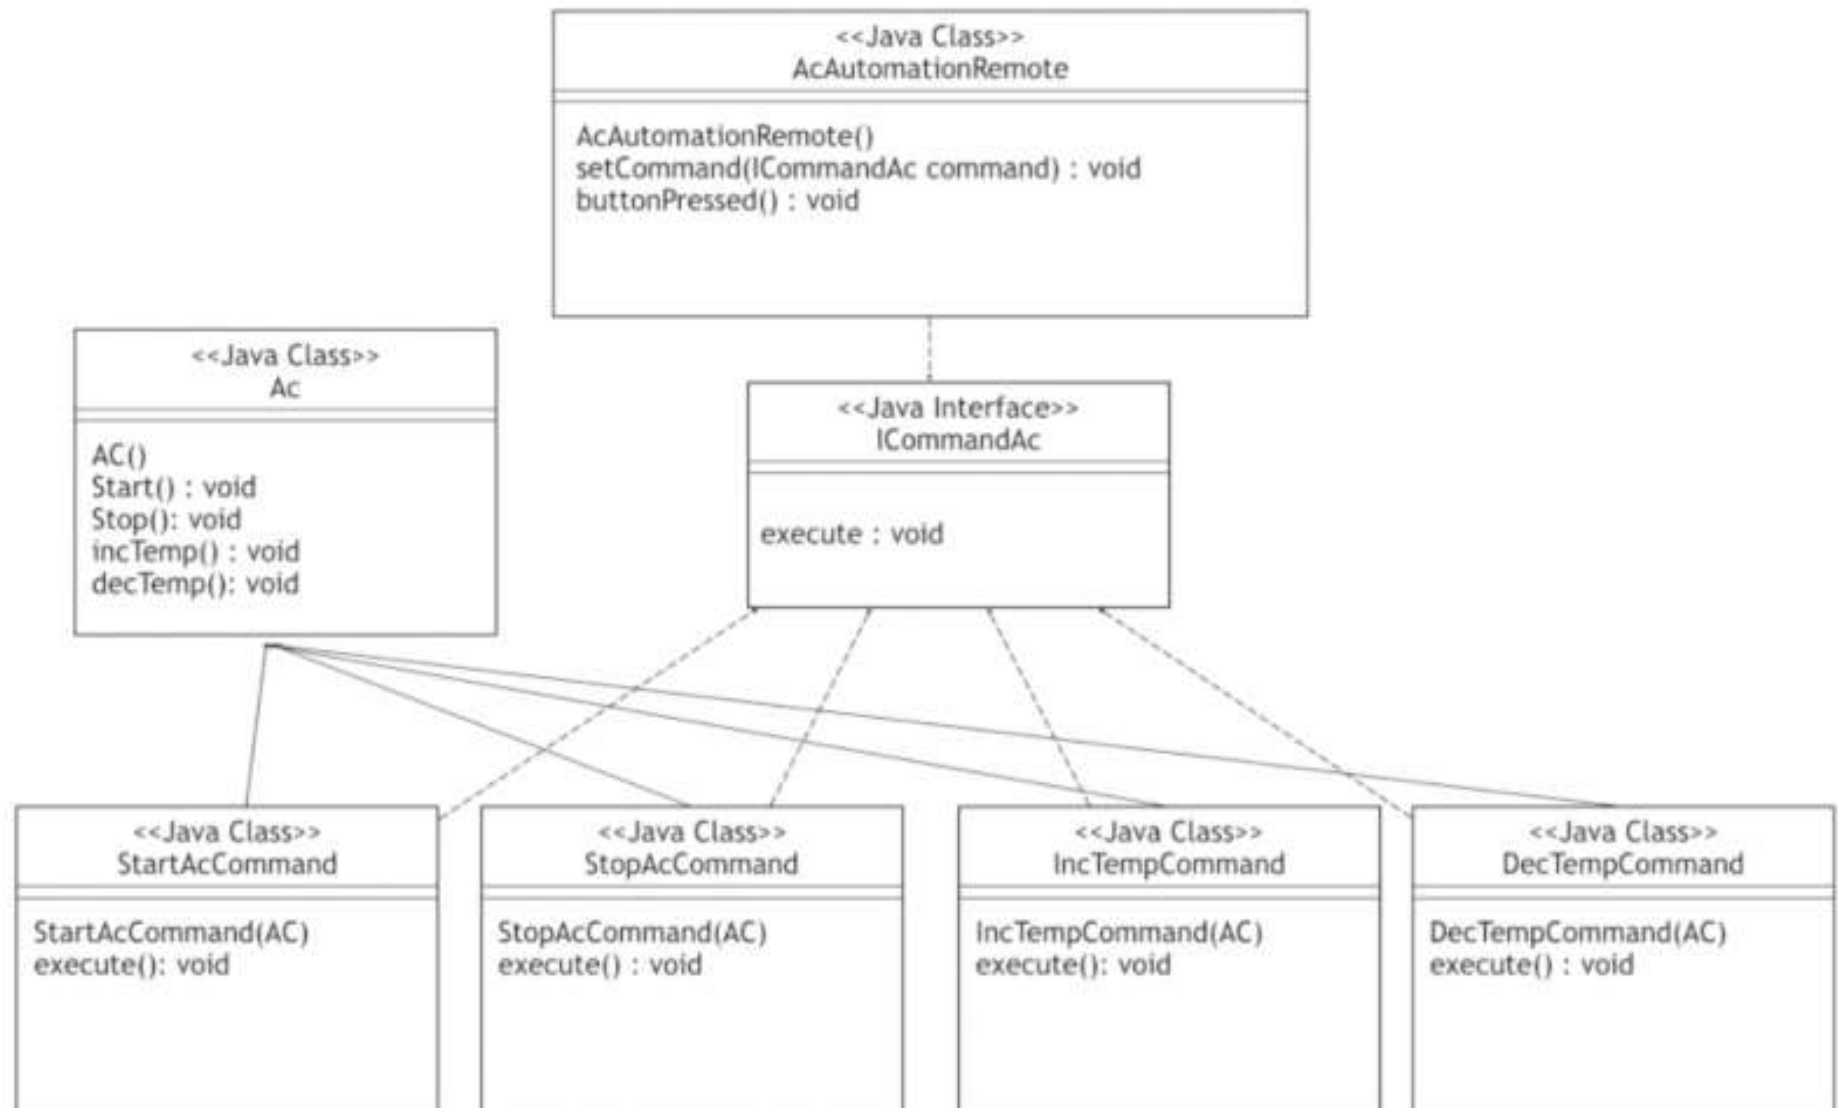 <<Java Class>>
AcAutomationRemote
AcAutomationRemote()
setCommand(ICommandAc command) : void
buttonPressed() : void
<<Java Class>>
Ac
AC()
Start() : void
Stop(): void
incTemp() : void
decTemp(): void
<<Java Interface>>
ICommandAc
execute : void
<<Java Class>>
StartAcCommand
StartAcCommand(AC)
execute(): void
<<Java Class>>
StopAcCommand
StopAcCommand(AC)
execute() : void
<<Java Class>>
IncTempCommand
IncTempCommand(AC)
execute(): void
<<Java Class>>
DecTempCommand
DecTempCommand(AC)
execute() : void